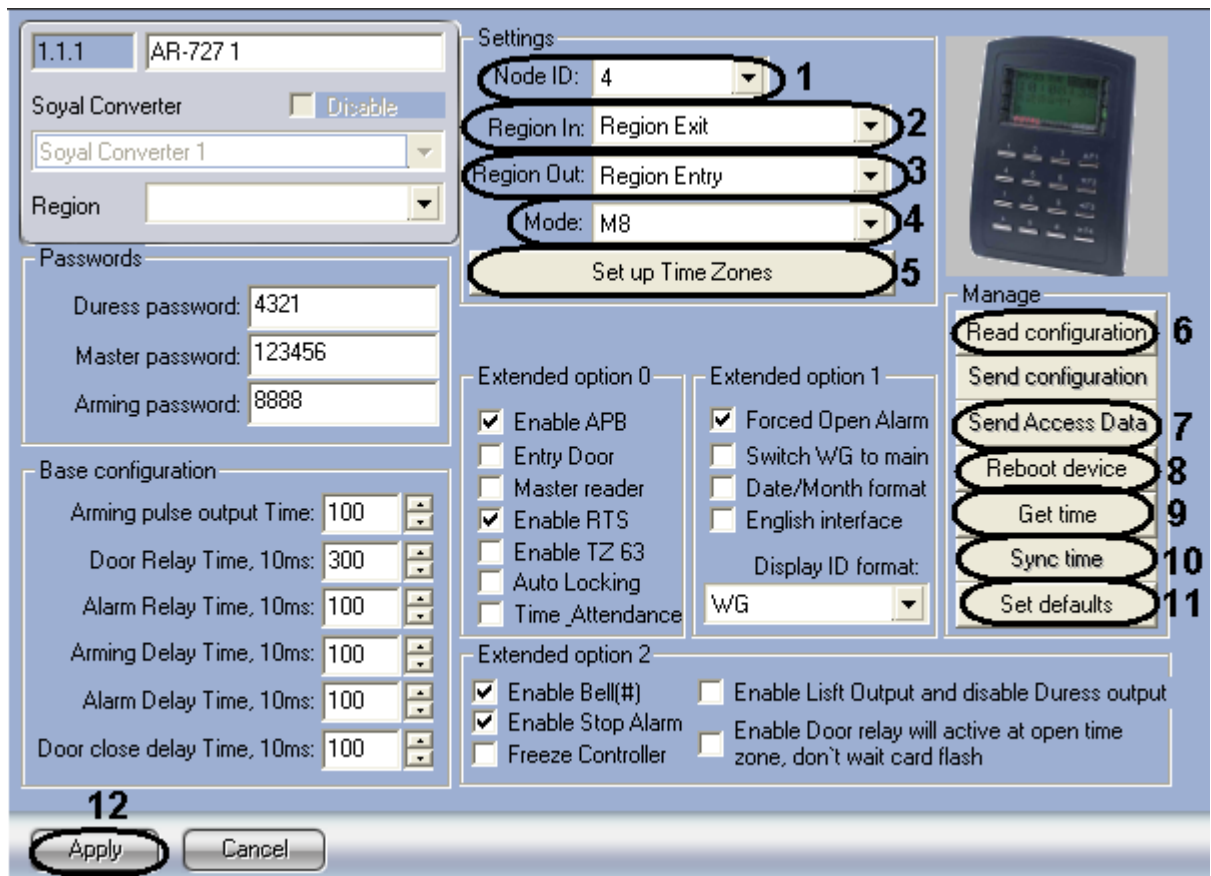 1.1.1 AR-727 1
Soyal Converter Disable
Soyal Converter 1
Region
Settings
Node ID: 4 1
Region In: Region Exit 2
Region Out: Region Entry 3
Mode: M8 4
Set up Time Zones 5
Passwords
Duress password: 4321
Master password: 123456
Arming password: 8888
Base configuration
Arming pulse output Time: 100
Door Relay Time, 10ms: 300
Alarm Relay Time, 10ms: 100
Arming Delay Time, 10ms: 100
Alarm Delay Time, 10ms: 100
Door close delay Time, 10ms: 100
Extended option 0
Enable APB
Entry Door
Master reader
Enable RTS
Enable TZ 63
Auto Locking
Time_Attendance
Extended option 1
Forced Open Alarm
Switch WG to main
Date/Month format
English interface
Display ID format:
WG
Manage
Read configuration 6
Send configuration
Send Access Data 7
Reboot device 8
Get time 9
Sync time 10
Set defaults 11
Extended option 2
Enable Bell(#)
Enable Stop Alarm
Freeze Controller
Enable Lisft Output and disable Duress output
Enable Door relay will active at open time
zone, don`t wait card flash
12
Apply Cancel